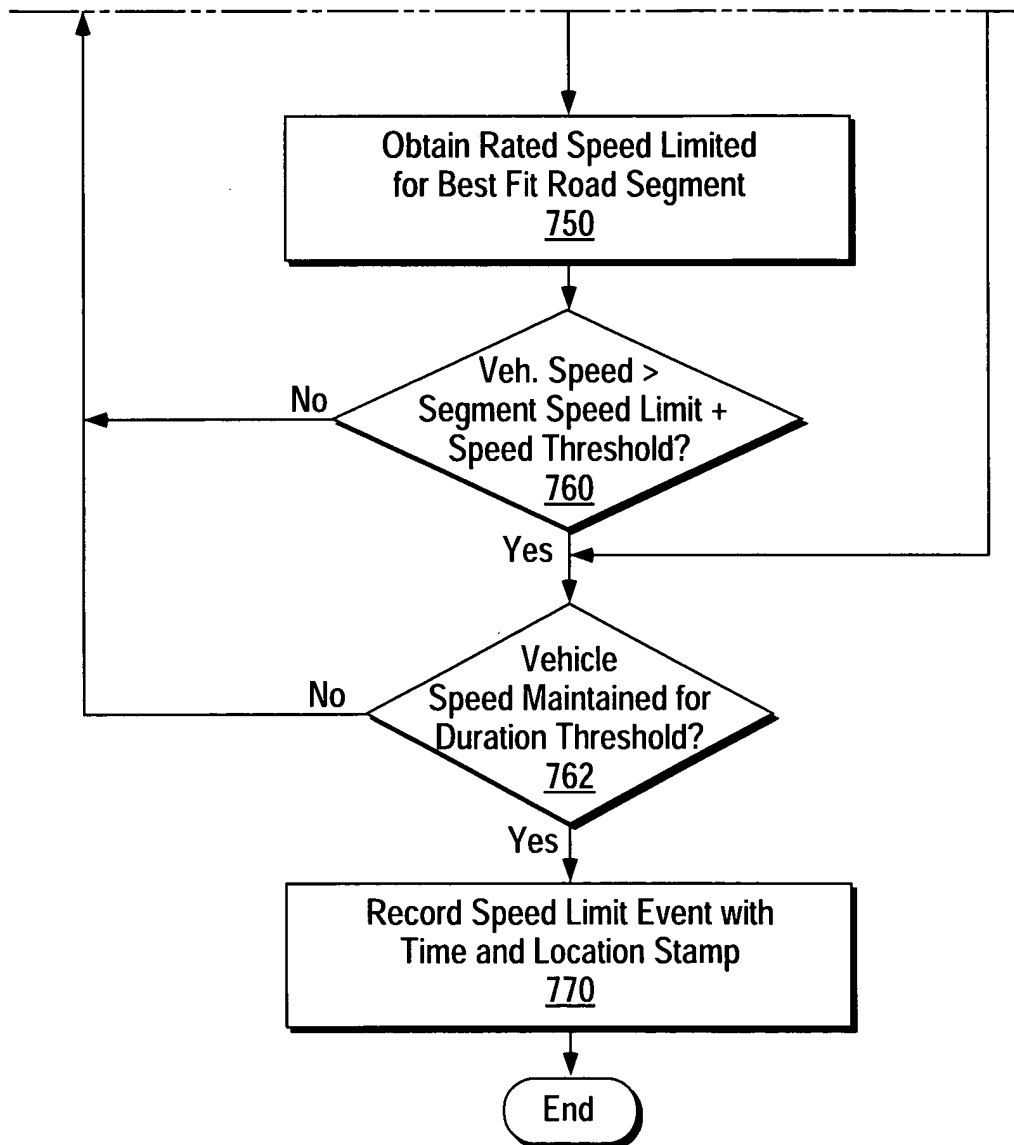 Obtain Rated Speed Limited
for Best Fit Road Segment
750
Veh. Speed >
Segment Speed Limit +
Speed Threshold?
760
No
Yes
Vehicle
Speed Maintained for
Duration Threshold?
762
No
Yes
Record Speed Limit Event with
Time and Location Stamp
770
End